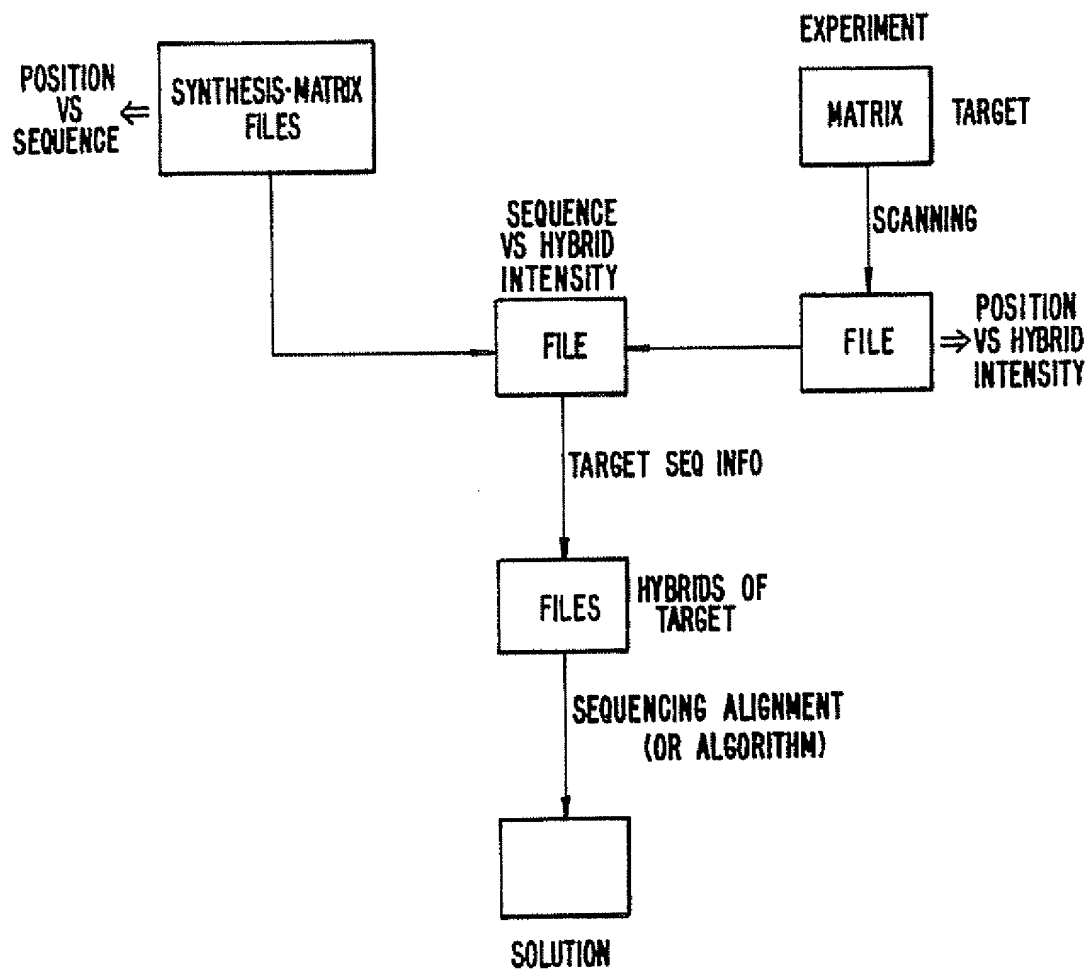 EXPERIMENT
POSITION
VS
SEQUENCE
SYNTHESIS-MATRIX
FILES
MATRIX
TARGET
SCANNING
SEQUENCE
VS HYBRID
INTENSITY
FILE
FILE
POSITION
VS HYBRID
INTENSITY
TARGET SEQ INFO
FILES
HYBRIDS OF
TARGET
SEQUENCING ALIGNMENT
(OR ALGORITHM)
SOLUTION